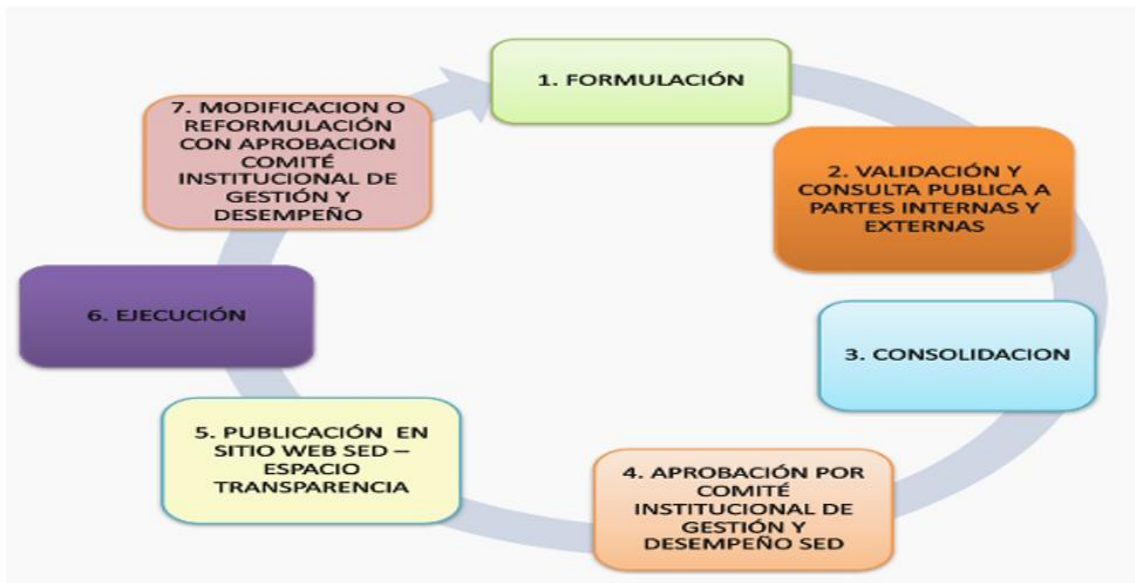 1. FORMULACIÓN
2. VALIDACIÓN Y
CONSULTA PUBLICA A
PARTES INTERNAS Y
EXTERNAS
3. CONSOLIDACION
4. APROBACIÓN POR
COMITÉ
INSTITUCIONAL DE
GESTIÓN Y
DESEMPEÑO SED
5. PUBLICACIÓN EN
SITIO WEB SED –
ESPACIO
TRANSPARENCIA
6. EJECUCIÓN
7. MODIFICACION O
REFORMULACIÓN
CON APROBACION
COMITÉ
INSTITUCIONAL DE
GESTIÓN Y
DESEMPEÑO